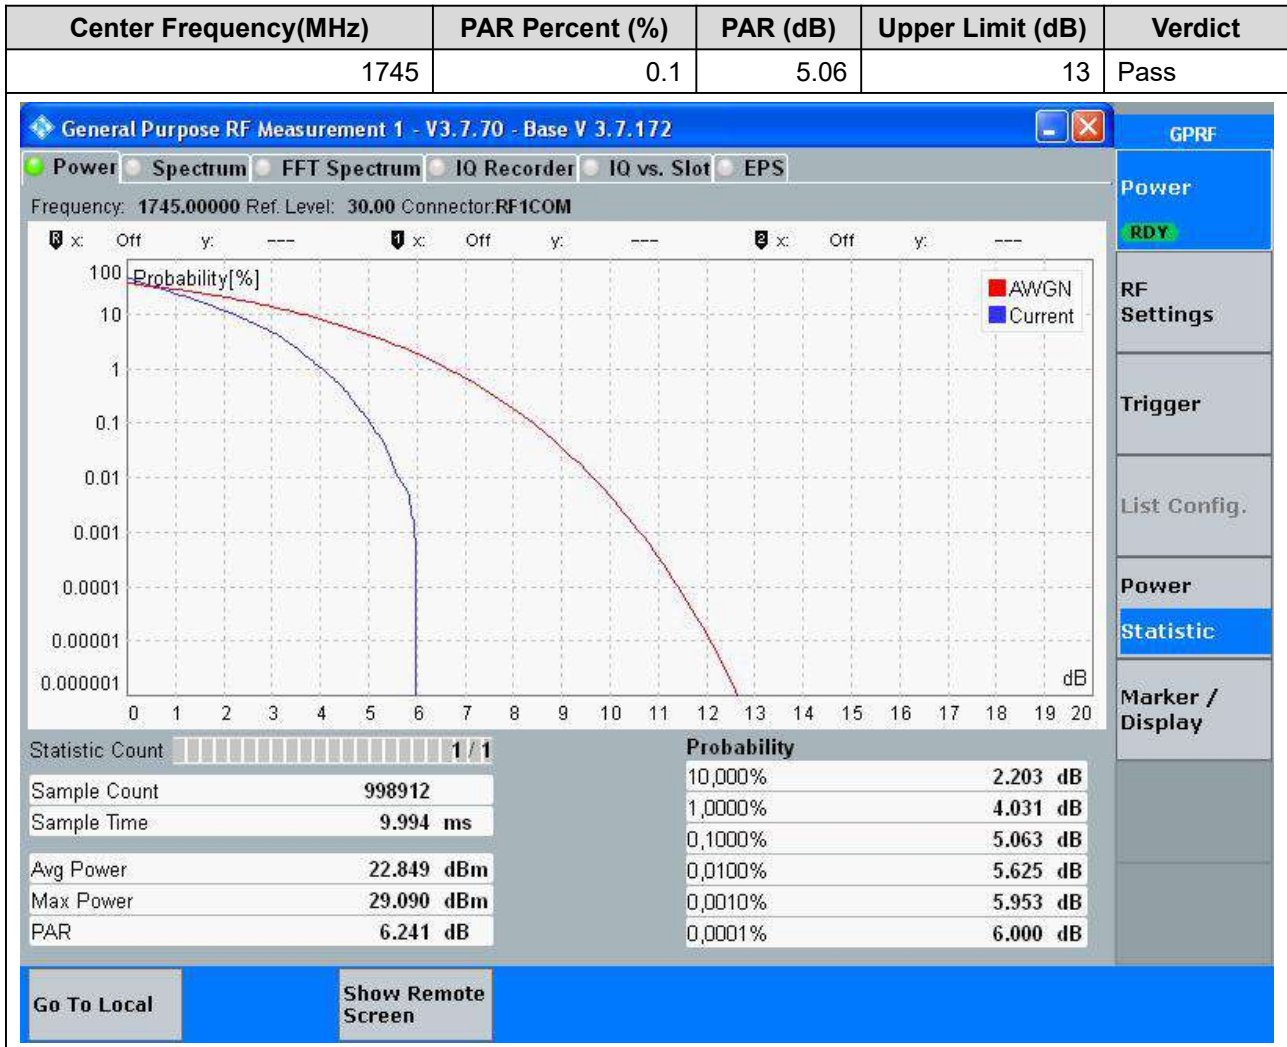 Center Frequency(MHz) PAR Percent (%) PAR (dB) Upper Limit (dB) Verdict
1745 0.1 5.06 13 Pass
General Purpose RF Measurement 1 - V3.7.70 - Base V 3.7.172
GPRF
Power Spectrum FFT Spectrum IQ Recorder IQ vs. Slot EPS
Frequency: 1745.00000 Ref. Level: 30.00 Connector:RF1COM
R x: Off y: --- 1 x: Off y: --- 2 x: Off y: ---
Probability[%]
100
10
1
0.1
0.01
0.001
0.0001
0.00001
0.000001
AWGN
Current
dB
0 1 2 3 4 5 6 7 8 9 10 11 12 13 14 15 16 17 18 19 20
Statistic Count 1 / 1
Sample Count 998912
Sample Time 9.994 ms
Avg Power 22.849 dBm
Max Power 29.090 dBm
PAR 6.241 dB
Probability
10,000% 2.203 dB
1,0000% 4.031 dB
0,1000% 5.063 dB
0,0100% 5.625 dB
0,0010% 5.953 dB
0,0001% 6.000 dB
Power
RDY
RF
Settings
Trigger
List Config.
Power
Statistic
Marker /
Display
Go To Local
Show Remote
Screen